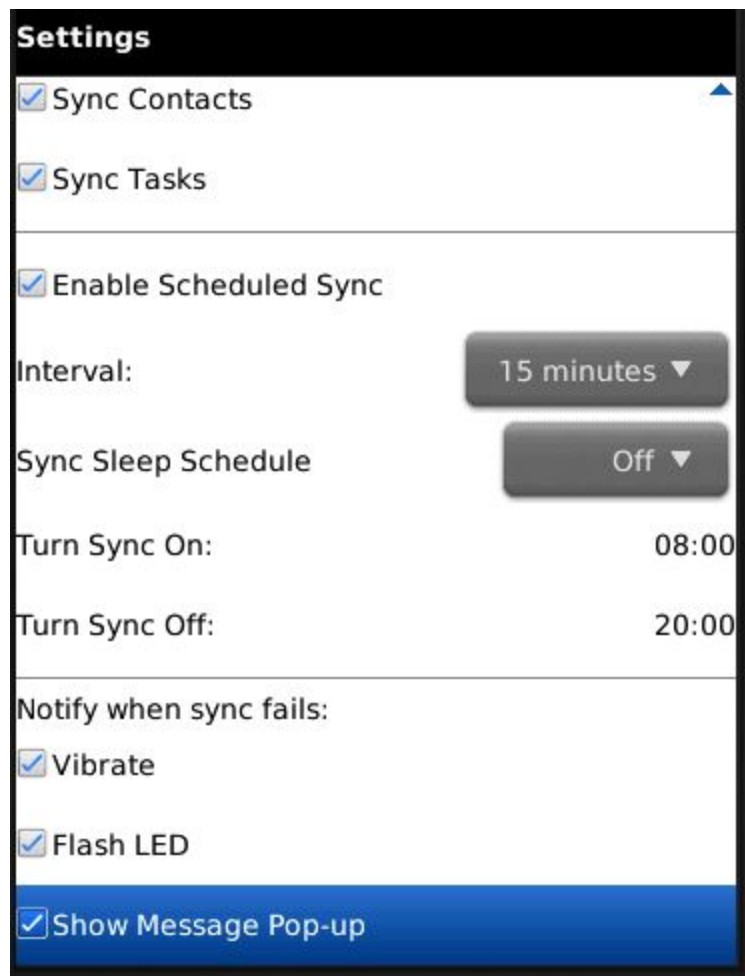 Settings
Sync Contacts
Sync Tasks
Enable Scheduled Sync
Interval: 15 minutes
Sync Sleep Schedule Off
Turn Sync On: 08:00
Turn Sync Off: 20:00
Notify when sync fails:
Vibrate
Flash LED
Show Message Pop-up